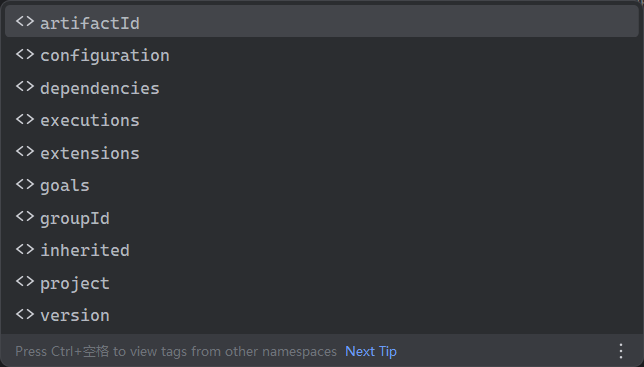 <> artifactId
<> configuration
<> dependencies
<> executions
<> extensions
<> goals
<> groupId
<> inherited
<> project
<> version
Press Ctrl+空格 to view tags from other namespaces Next Tip